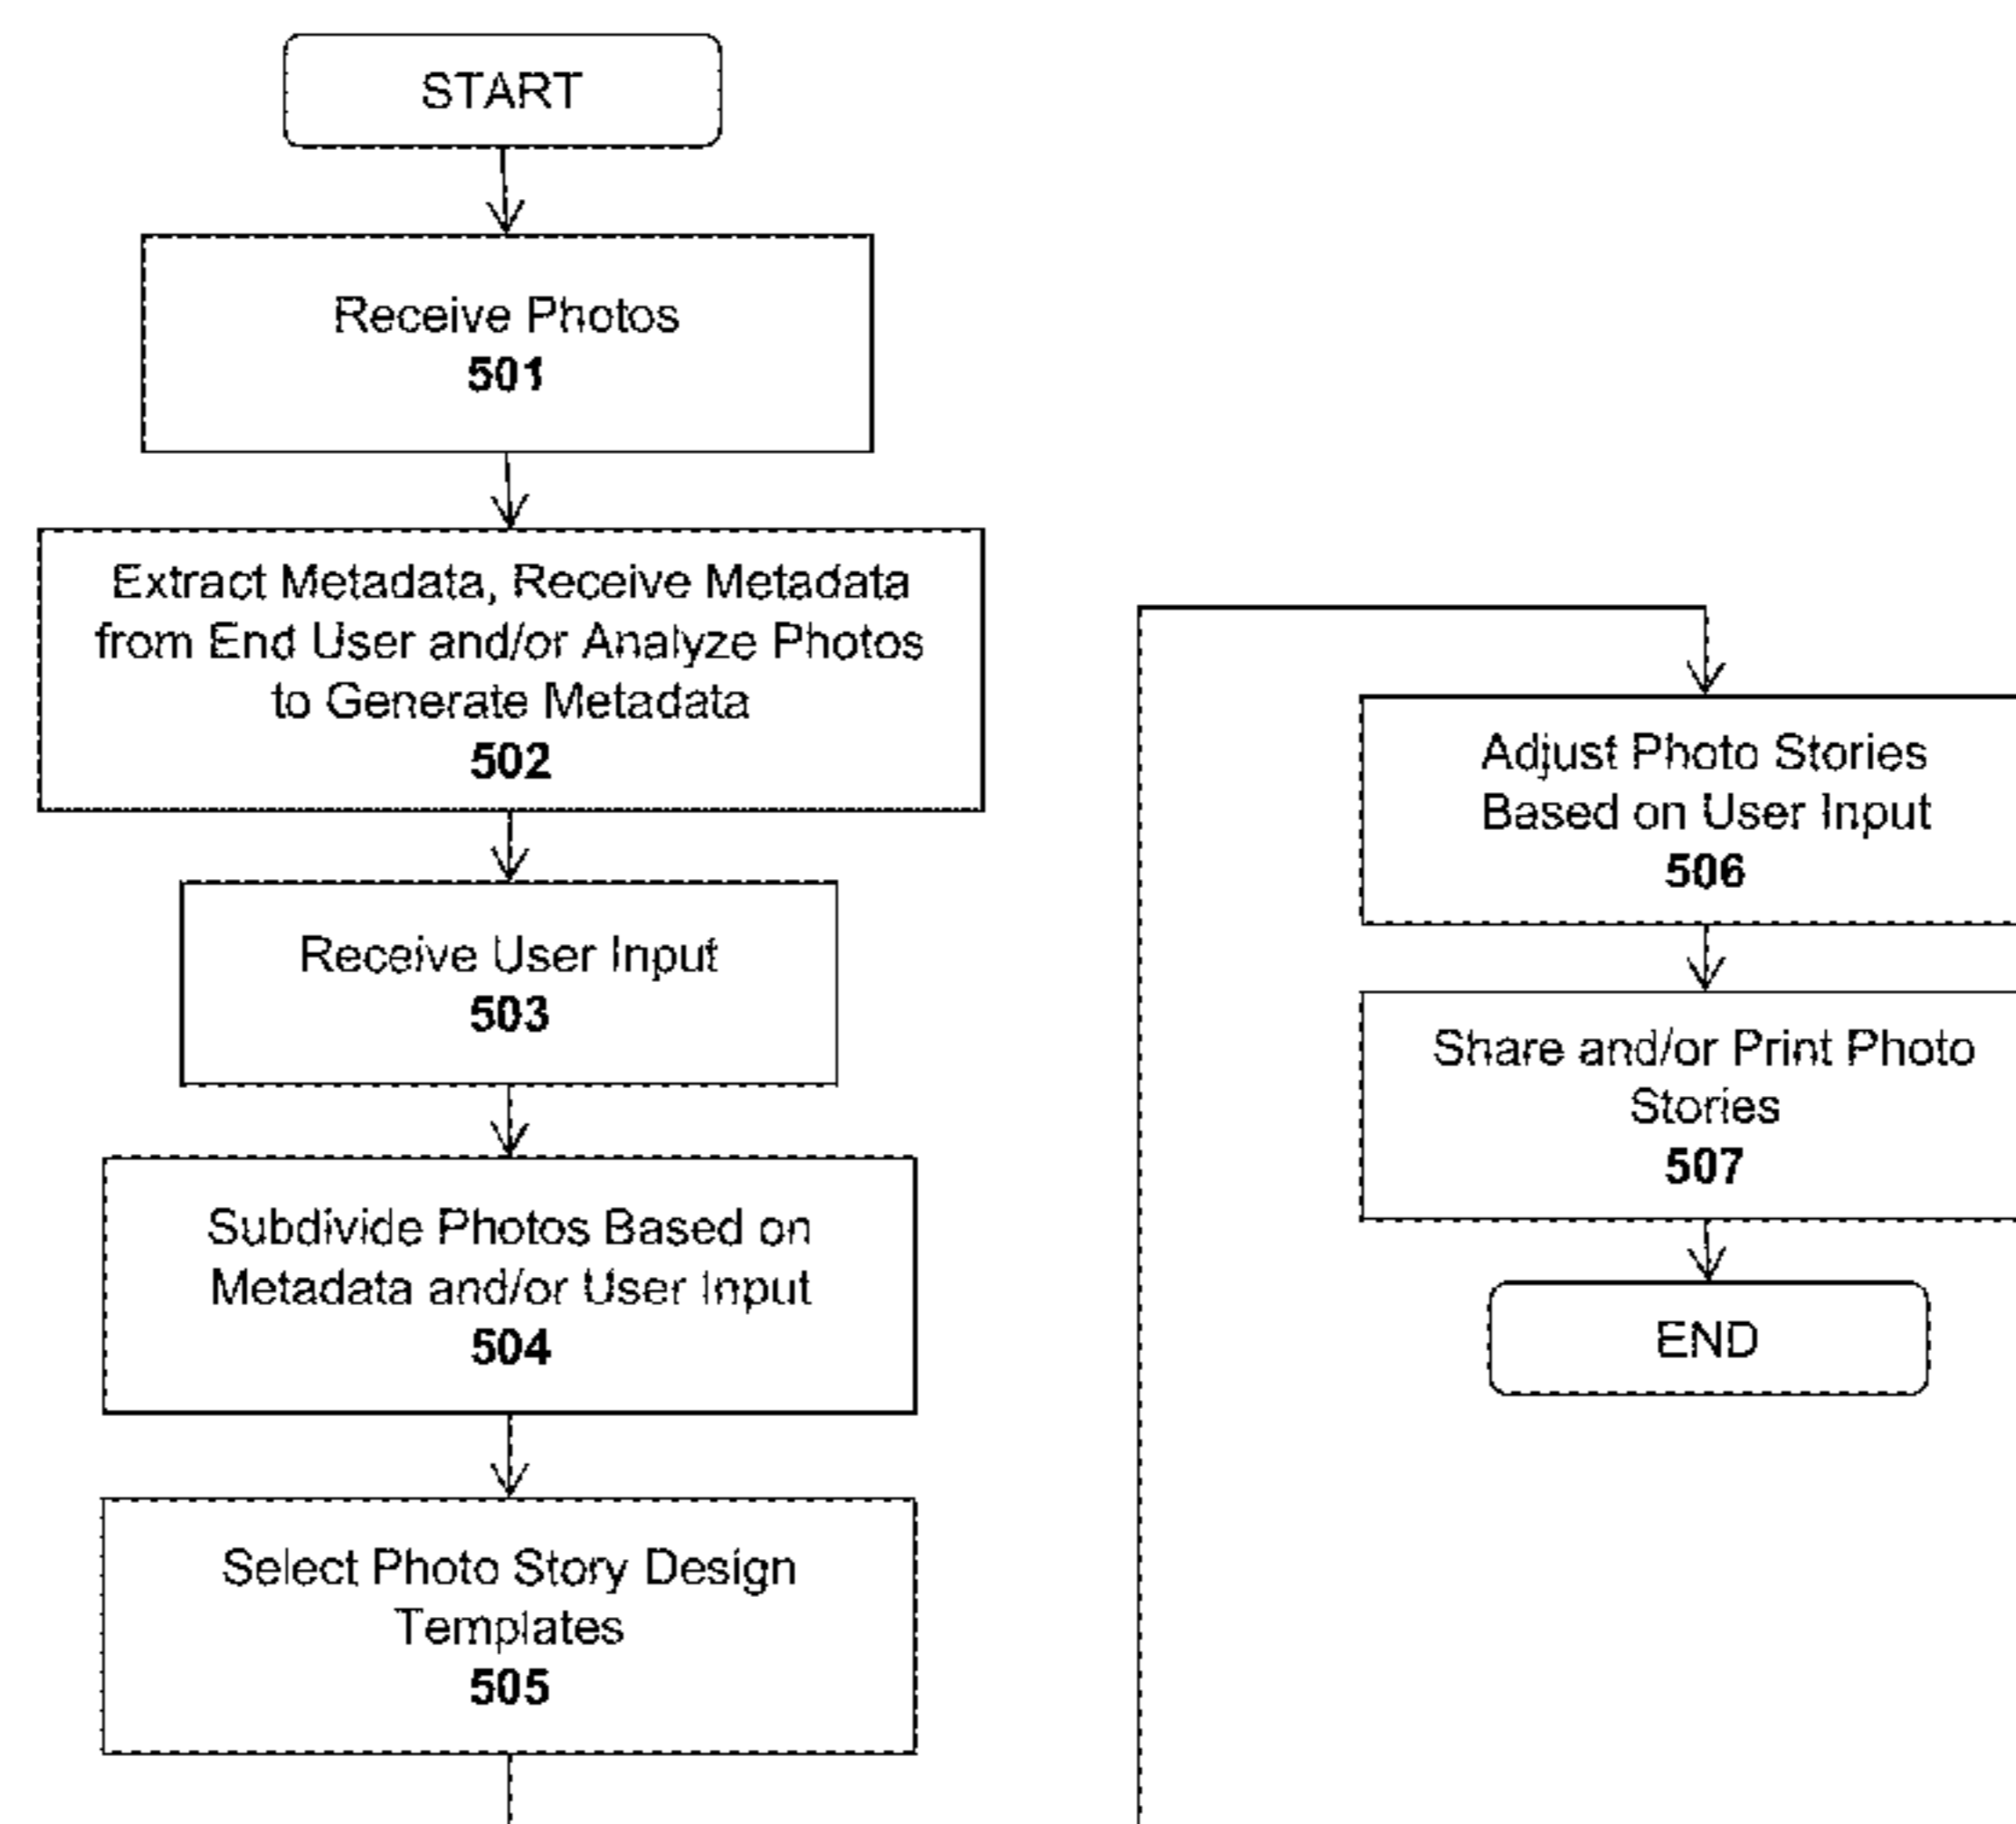 START
Receive Photos
501
Extract Metadata, Receive Metadata
from End User and/or Analyze Photos
to Generate Metadata
502
Receive User Input
503
Subdivide Photos Based on
Metadata and/or User Input
504
Select Photo Story Design
Templates
505
Adjust Photo Stories
Based on User Input
506
Share and/or Print Photo
Stories
507
END